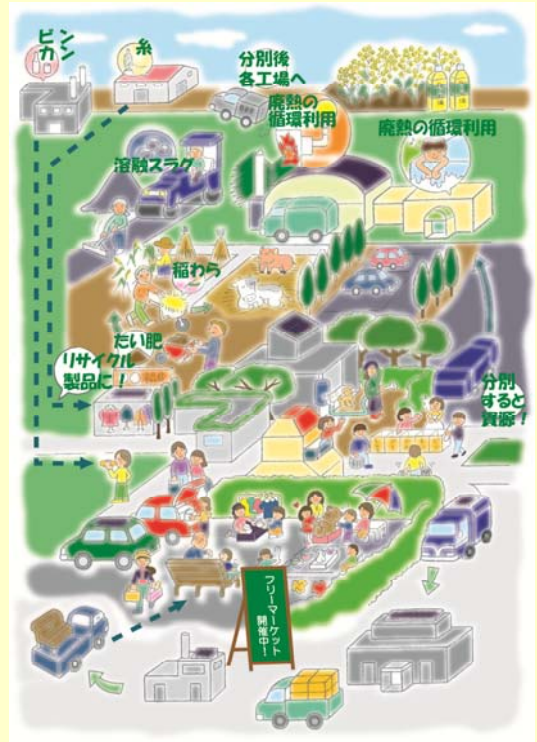 ビン
カン
糸
分別後
各工場へ
廃熱の
循環利用
廃熱の循環利用
溶融スラグ
稲わら
たい肥
リサイクル
製品に！
分別
すると
資源！
フリーマーケット
開催中！